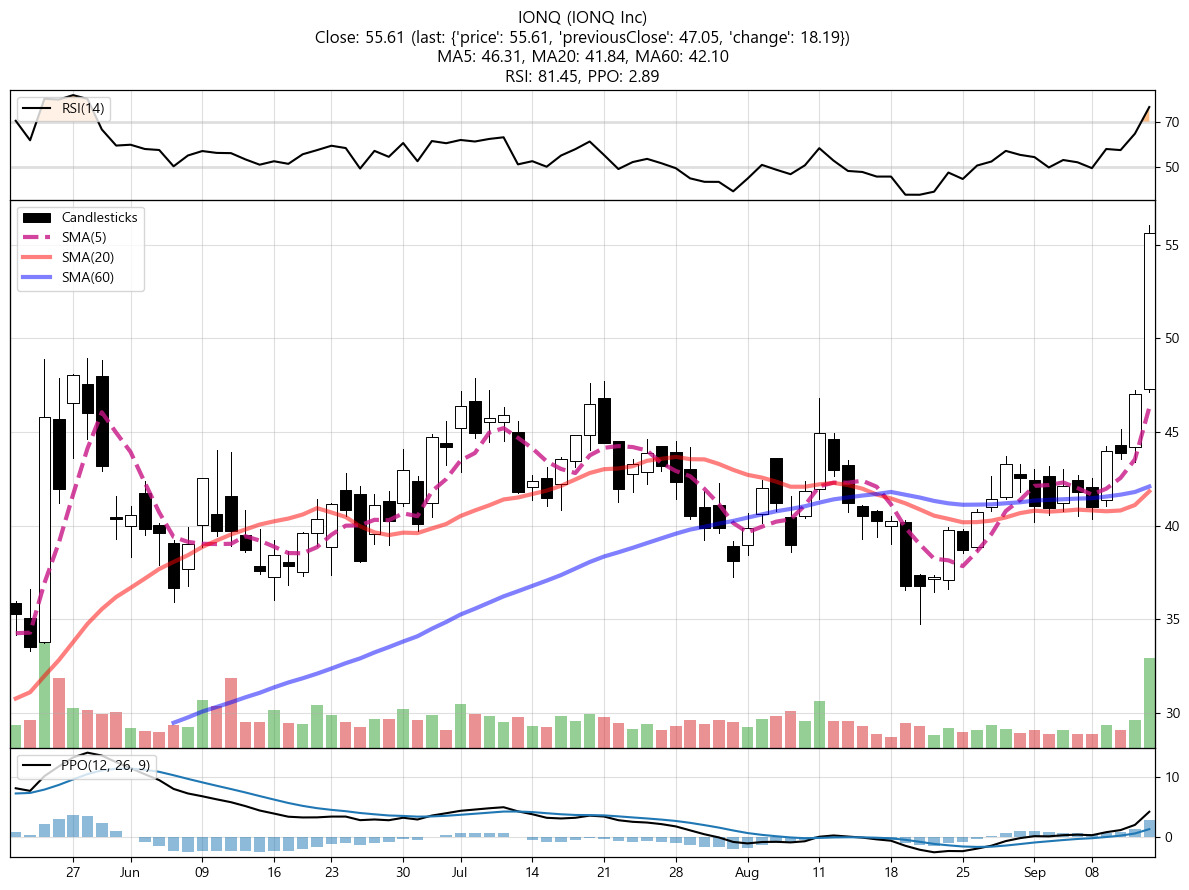 IONQ (IONQ Inc)
Close: 55.61 (last: {'price': 55.61, 'previousClose': 47.05, 'change': 18.19})
MA5: 46.31, MA20: 41.84, MA60: 42.10
RSI: 81.45, PPO: 2.89
RSI(14)
70
50
Candlesticks
SMA(5)
SMA(20)
SMA(60)
55
50
45
40
35
30
PPO(12, 26, 9)
10
0
27 Jun 09 16 23 30 Jul 14 21 28 Aug 11 18 25 Sep 08